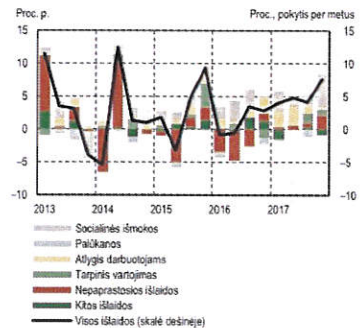 Proc. p. Proc., pokytis per metus
15 15
10 10
5 5
0 0
−5 −5
−10 −10
2013 2014 2015 2016 2017
Socialinės išmokos
Palūkanos
Atlygis darbuotojams
Tarpinis vartojimas
Nepaprastosios išlaidos
Kitos išlaidos
Visos išlaidos (skalė dešinėje)